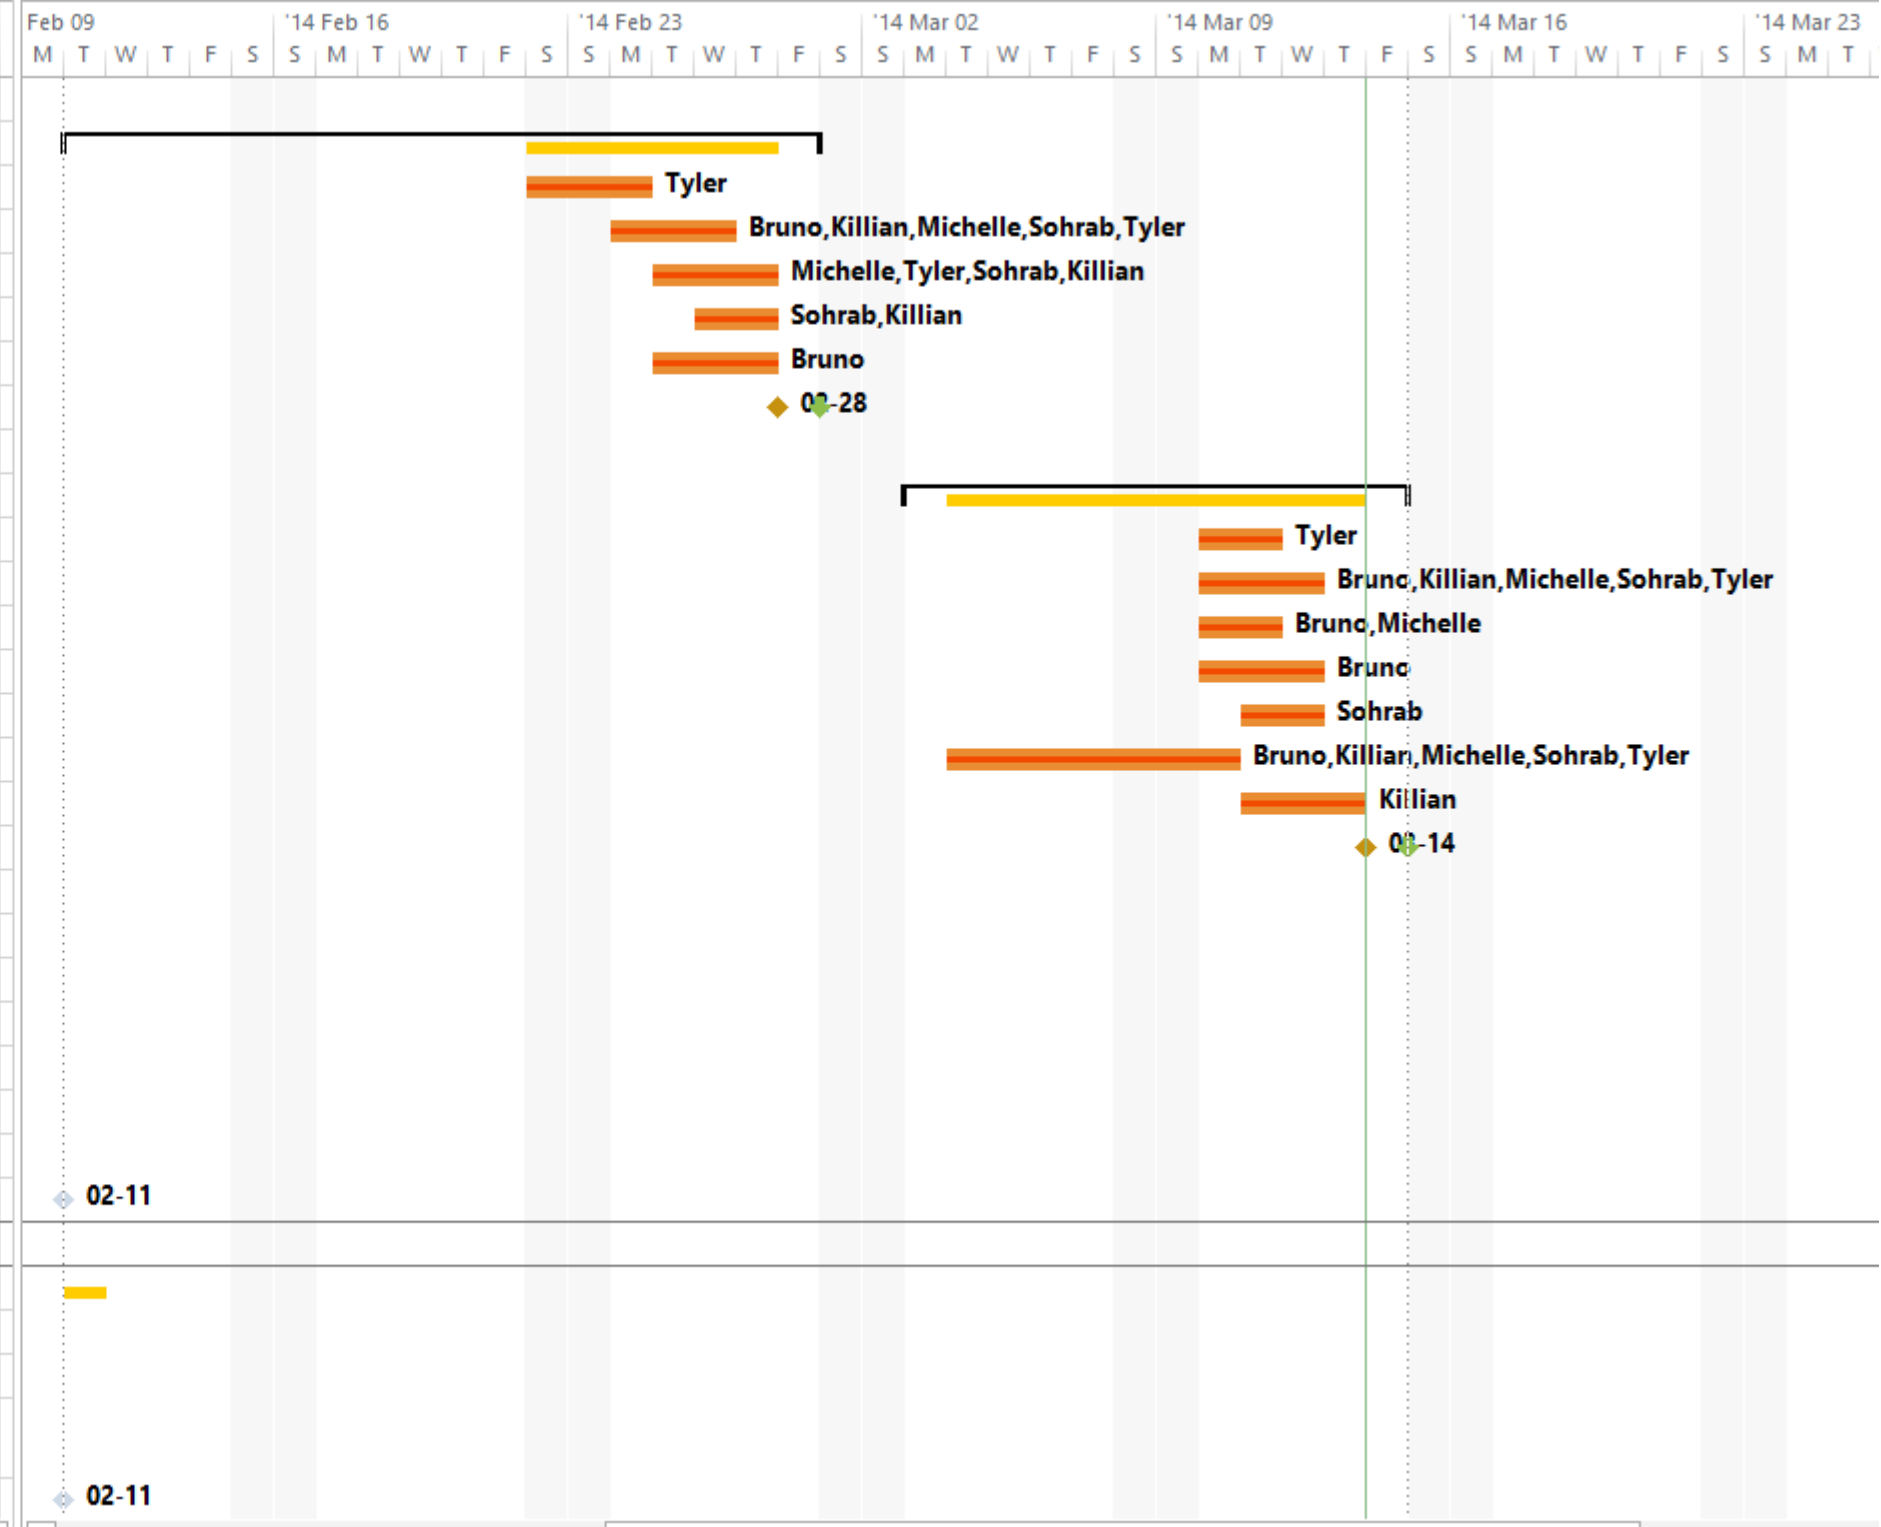 Feb 09 '14 Feb 16 '14 Feb 23 '14 Mar 02 '14 Mar 09 '14 Mar 16 '14 Mar 23
M T W T F S S M T W T F S S M T W T F S S M T W T F S S M T W T F S S M T W T F S S M T
Tyler
Bruno,Killian,Michelle,Sohrab,Tyler
Michelle,Tyler,Sohrab,Killian
Sohrab,Killian
Bruno
02-28
Tyler
Bruno,Killian,Michelle,Sohrab,Tyler
Bruno,Michelle
Bruno
Sohrab
Bruno,Killian,Michelle,Sohrab,Tyler
Killian
03-14
02-11
02-11